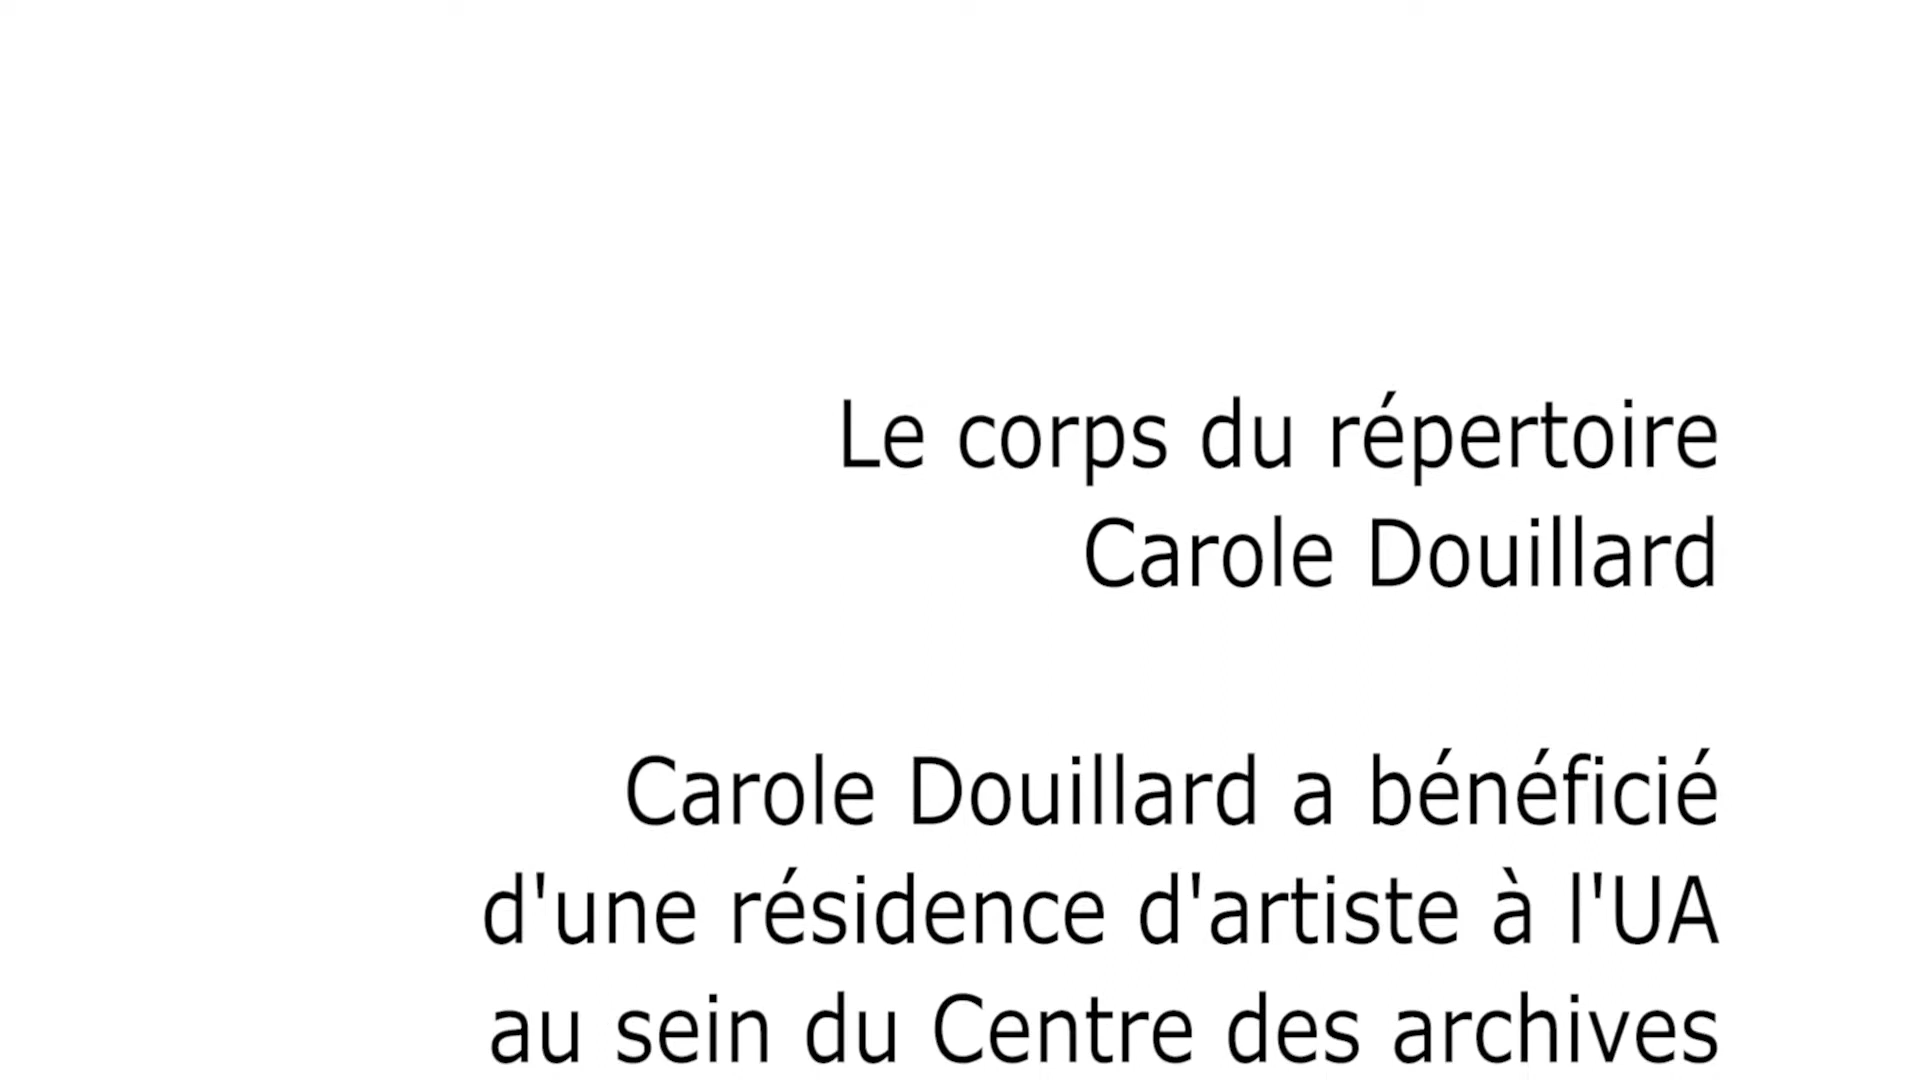 Le corps du répertoire
Carole Douillard
Carole Douillard a bénéficié
d'une résidence d'artiste à l'UA
au sein du Centre des archives